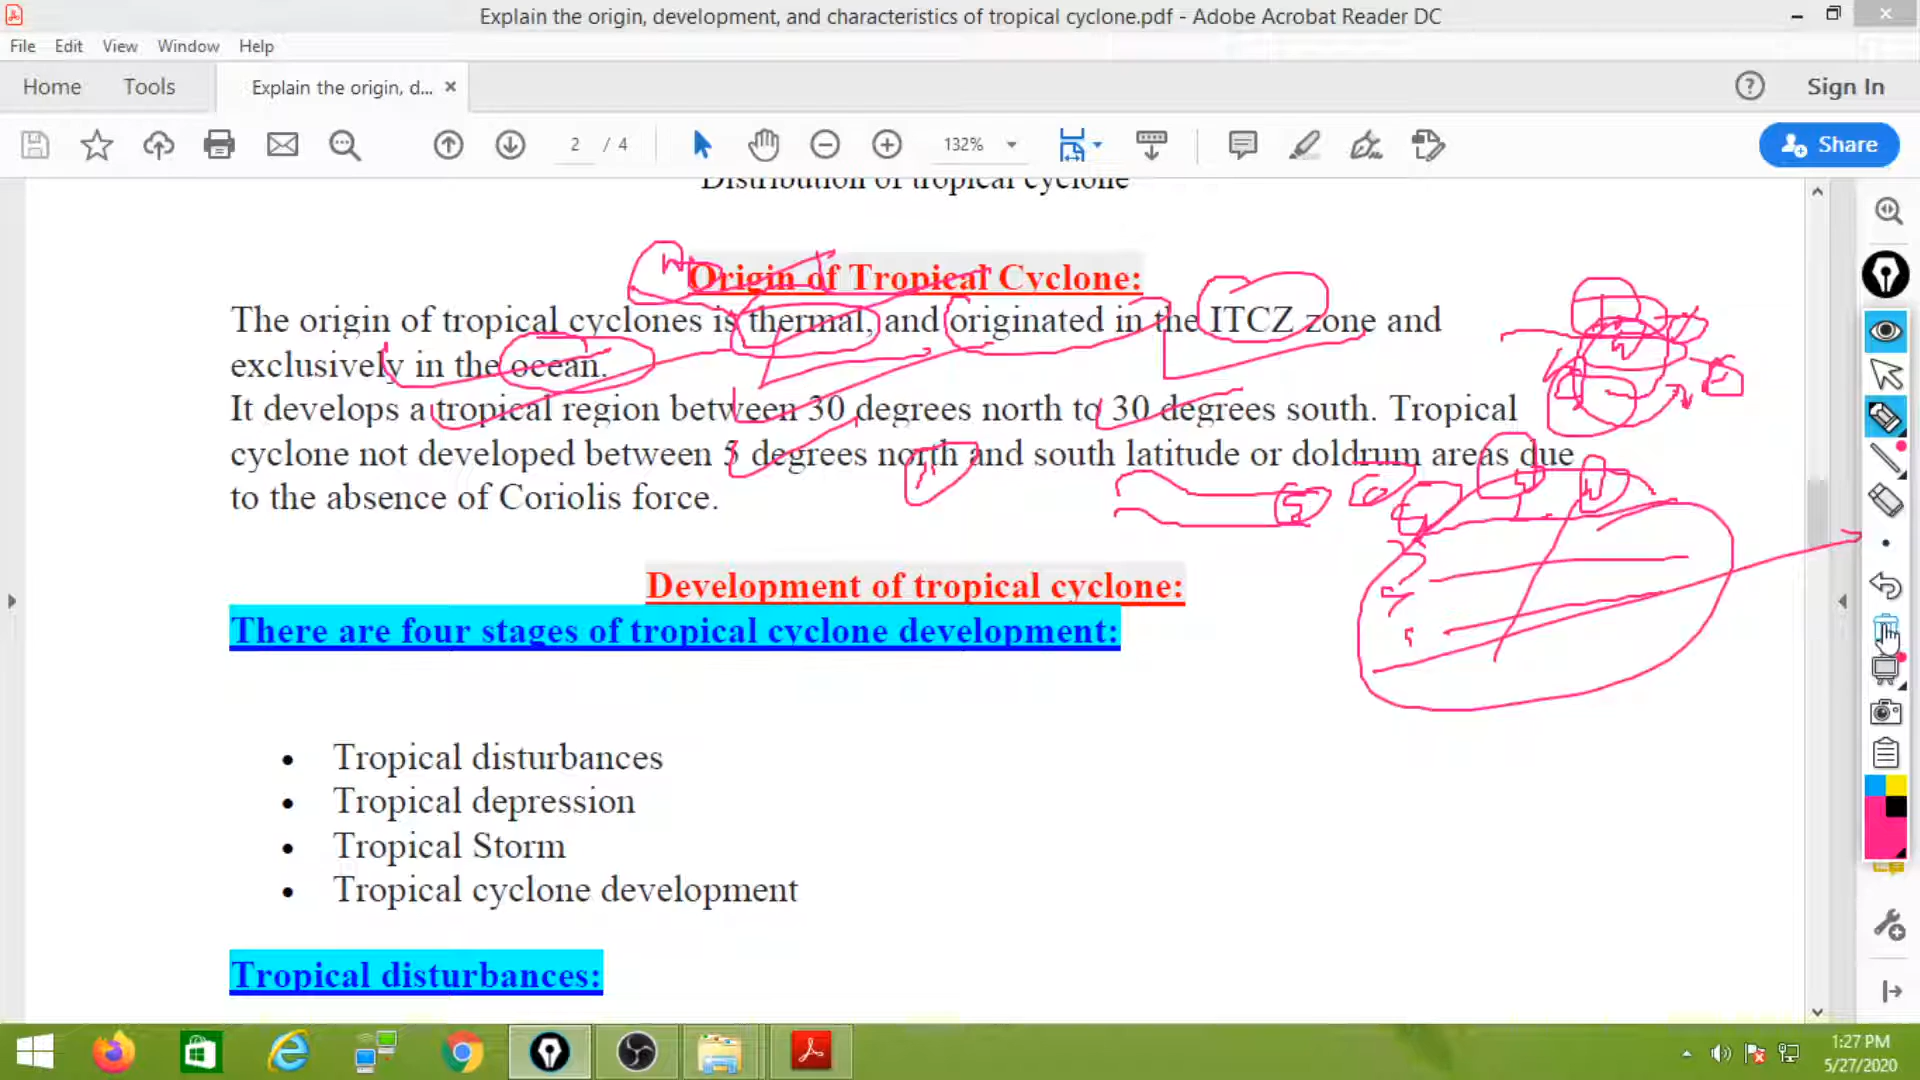 Explain the origin, development, and characteristics of tropical cyclone.pdf - Adobe Acrobat Reader DC
File Edit View Window Help
Home Tools Explain the origin, d... × Sign In
2 / 4 132% Share
Distribution of tropical cyclone
Origin of Tropical Cyclone:
The origin of tropical cyclones is thermal, and originated in the ITCZ zone and
exclusively in the ocean.
It develops a tropical region between 30 degrees north to 30 degrees south. Tropical
cyclone not developed between 5 degrees north and south latitude or doldrum areas due
to the absence of Coriolis force.
Development of tropical cyclone:
There are four stages of tropical cyclone development:
• Tropical disturbances
• Tropical depression
• Tropical Storm
• Tropical cyclone development
Tropical disturbances:
1:27 PM
5/27/2020